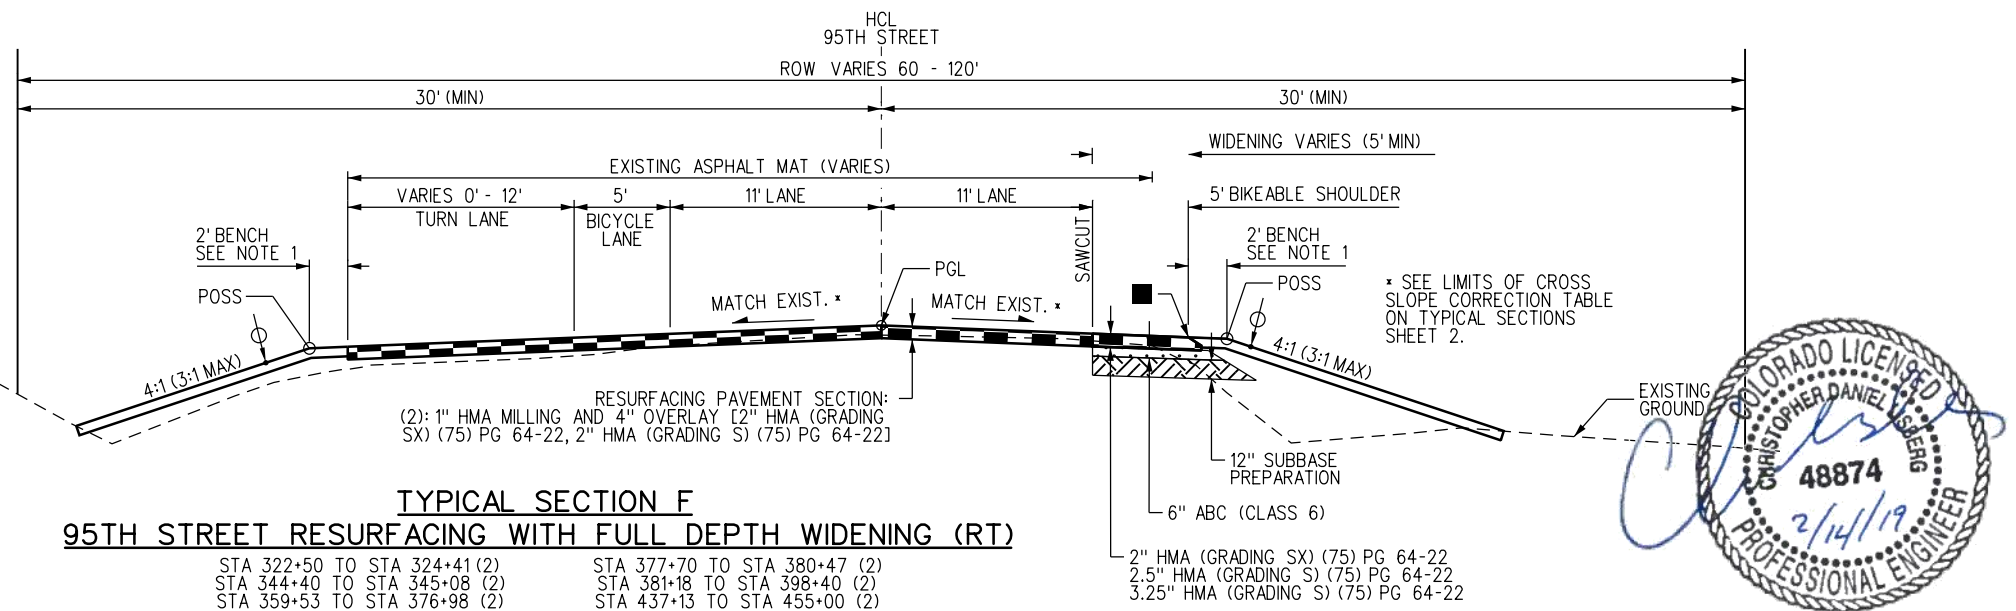 HCL
95TH STREET
ROW VARIES 60 - 120'
30' (MIN)
30' (MIN)
WIDENING VARIES (5' MIN)
EXISTING ASPHALT MAT (VARIES)
VARIES 0' - 12'
TURN LANE
5'
BICYCLE
LANE
11' LANE
11' LANE
5' BIKEABLE SHOULDER
SAWCUT
2' BENCH
SEE NOTE 1
2' BENCH
SEE NOTE 1
POSS
PGL
POSS
MATCH EXIST. *
MATCH EXIST. *
* SEE LIMITS OF CROSS
SLOPE CORRECTION TABLE
ON TYPICAL SECTIONS
SHEET 2.
4:1 (3:1 MAX)
4:1 (3:1 MAX)
RESURFACING PAVEMENT SECTION:
(2): 1" HMA MILLING AND 4" OVERLAY [2" HMA (GRADING
SX) (75) PG 64-22, 2" HMA (GRADING S) (75) PG 64-22]
EXISTING
GROUND
12" SUBBASE
PREPARATION
6" ABC (CLASS 6)
2" HMA (GRADING SX) (75) PG 64-22
2.5" HMA (GRADING S) (75) PG 64-22
3.25" HMA (GRADING S) (75) PG 64-22
TYPICAL SECTION F
95TH STREET RESURFACING WITH FULL DEPTH WIDENING (RT)
STA 322+50 TO STA 324+41 (2)
STA 344+40 TO STA 345+08 (2)
STA 359+53 TO STA 376+98 (2)
STA 377+70 TO STA 380+47 (2)
STA 381+18 TO STA 398+40 (2)
STA 437+13 TO STA 455+00 (2)
COLORADO LICENSED
CHRISTOPHER DANIEL
48874
2/14/19
PROFESSIONAL ENGINEER